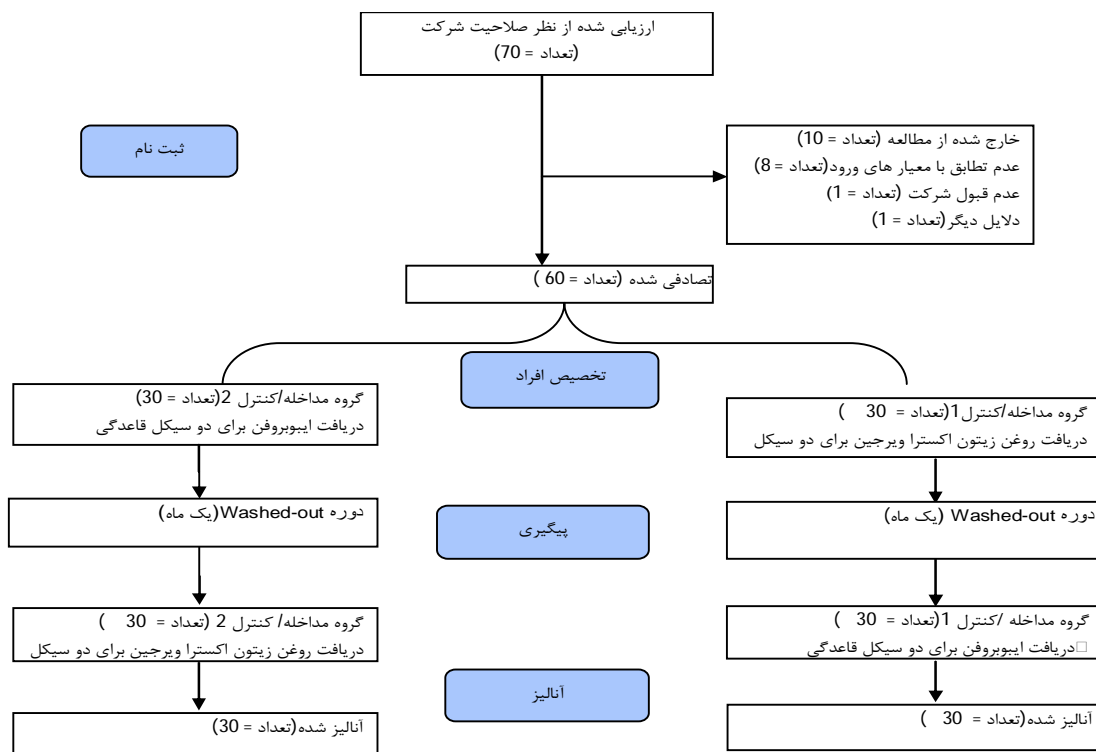 ارزیابی شده از نظر صلاحیت شرکت
(تعداد = 70)
ثبت نام
خارج شده از مطالعه (تعداد = 10)
عدم تطابق با معیار های ورود(تعداد = 8)
عدم قبول شرکت (تعداد = 1)
دلایل دیگر(تعداد = 1)
تصادفی شده (تعداد = 60 )
تخصیص افراد
گروه مداخله/کنترل1(تعداد = 30 )
دریافت روغن زیتون اکسترا ویرجین برای دو سیکل
گروه مداخله/کنترل 2(تعداد = 30)
دریافت ایبوبروفن برای دو سیکل قاعدگی
پیگیری
دوره Washed-out (یک ماه)
دوره Washed-out(یک ماه)
گروه مداخله /کنترل 1(تعداد = 30 )
دریافت ایبوبروفن برای دو سیکل قاعدگی
گروه مداخله/ کنترل 2 (تعداد = 30 )
دریافت روغن زیتون اکسترا ویرجین برای دو سیکل
آنالیز
آنالیز شده(تعداد = 30 )
آنالیز شده(تعداد = 30)